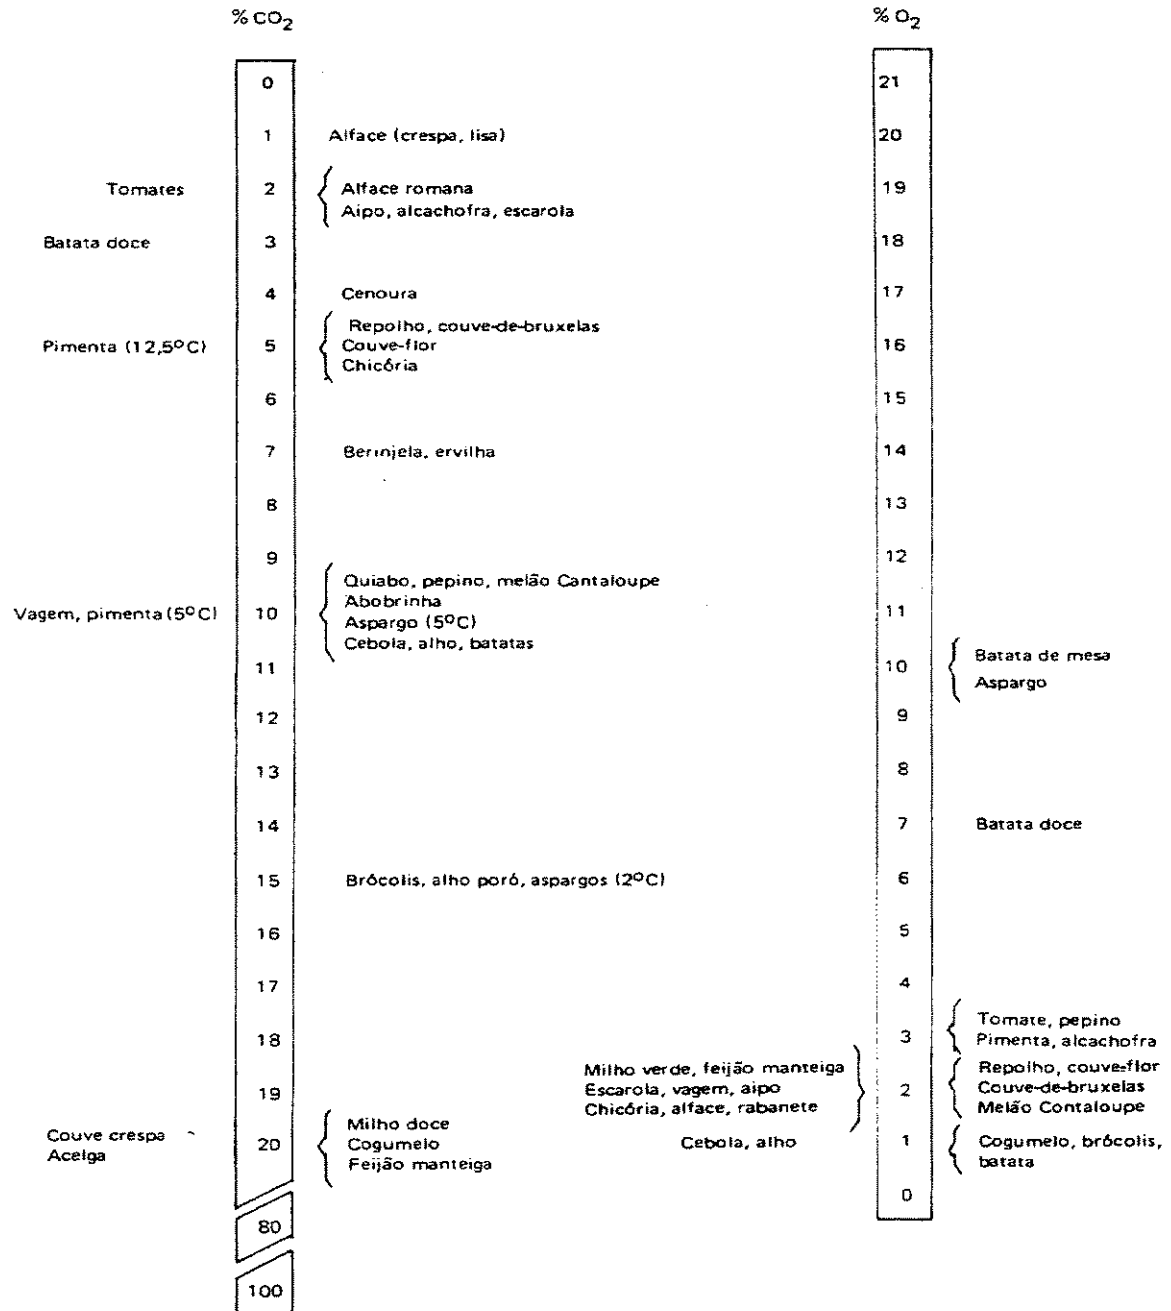 % CO2
0
1 Alface (crespa, lisa)
Tomates 2 Alface romana
Aipo, alcachofra, escarola
Batata doce 3
4 Cenoura
Repolho, couve-de-bruxelas
Pimenta (12,5ºC) 5 Couve-flor
Chicória
6
7 Berinjela, ervilha
8
9
Quiabo, pepino, melão Cantaloupe
Abobrinha
Vagem, pimenta (5ºC) 10
Aspargo (5ºC)
Cebola, alho, batatas
11
12
13
14
15 Brócolis, alho poró, aspargos (2ºC)
16
17
18
19
Milho doce
Couve crespa 20 Cogumelo
Acelga
Feijão manteiga
80
100
% O2
21
20
19
18
17
16
15
14
13
12
11
Batata de mesa
10
Aspargo
9
8
7 Batata doce
6
5
4
Tomate, pepino
3 Pimenta, alcachofra
Milho verde, feijão manteiga
Escarola, vagem, aipo
Chicória, alface, rabanete
2
Repolho, couve-flor
Couve-de-bruxelas
Melão Contaloupe
Cebola, alho 1 Cogumelo, brócolis,
batata
0